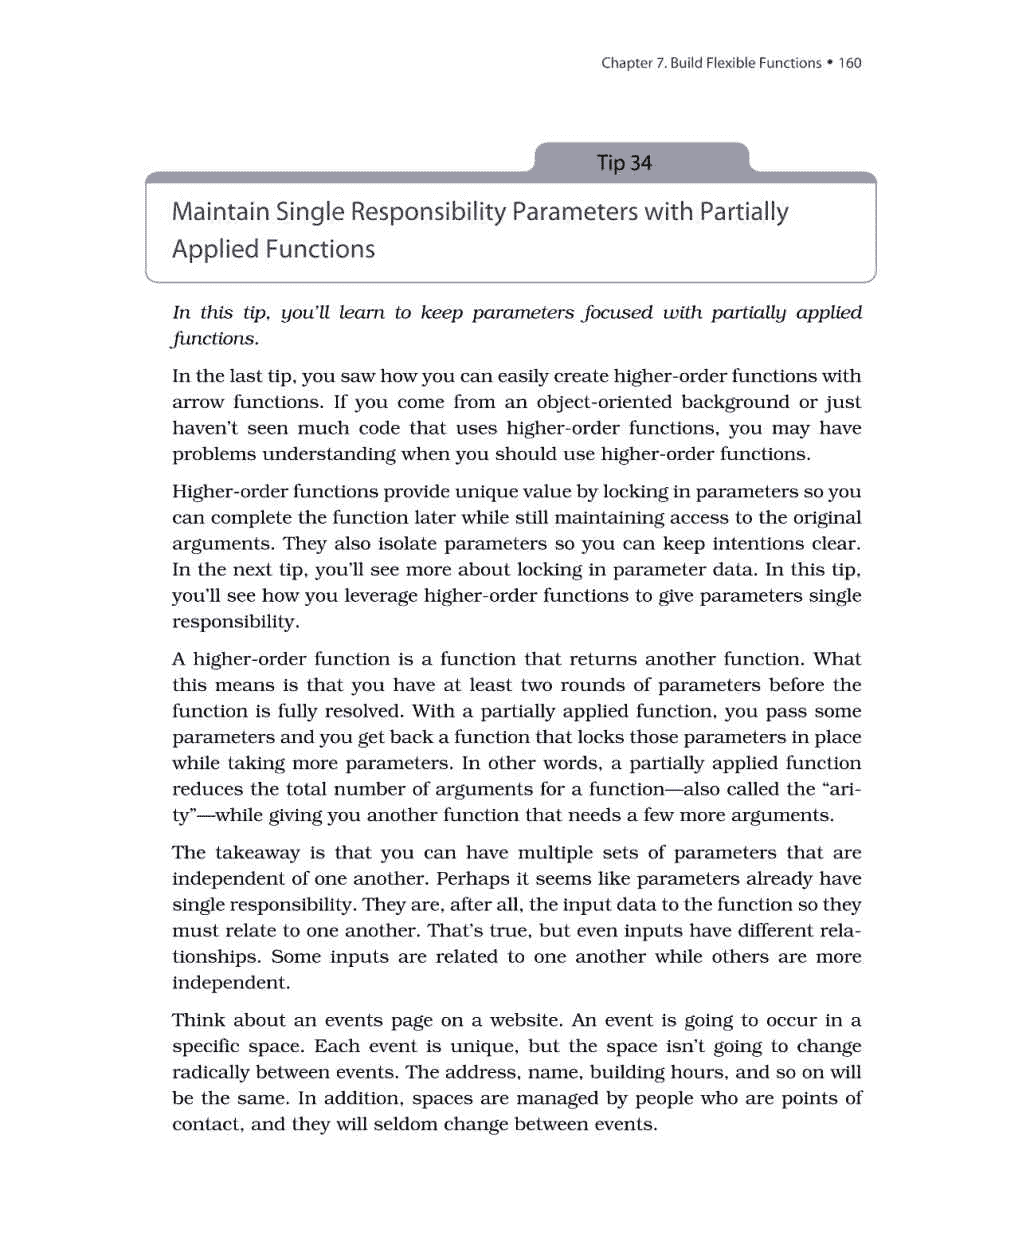 Chapter 7. Build Flexible Functions • 160
Tip 34
Maintain Single Responsibility Parameters with Partially
Applied Functions
In this tip, you'll learn to keep parameters focused with partially applied
functions.
In the last tip, you saw how you can easily create higher-order functions with
arrow functions. If you come from an object-oriented background or just
haven't seen much code that uses higher-order functions, you may have
problems understanding when you should use higher-order functions.
Higher-order functions provide unique value by locking in parameters so you
can complete the function later while still maintaining access to the original
arguments. They also isolate parameters so you can keep intentions clear.
In the next tip, you'll see more about locking in parameter data. In this tip,
you'll see how you leverage higher-order functions to give parameters single
responsibility.
A higher-order function is a function that returns another function. What
this means is that you have at least two rounds of parameters before the
function is fully resolved. With a partially applied function, you pass some
parameters and you get back a function that locks those parameters in place
while taking more parameters. In other words, a partially applied function
reduces the total number of arguments for a function—also called the “ari-
ty”—while giving you another function that needs a few more arguments.
The takeaway is that you can have multiple sets of parameters that are
independent of one another. Perhaps it seems like parameters already have
single responsibility. They are, after all, the input data to the function so they
must relate to one another. That's true, but even inputs have different rela-
tionships. Some inputs are related to one another while others are more
independent.
Think about an events page on a website. An event is going to occur in a
specific space. Each event is unique, but the space isn't going to change
radically between events. The address, name, building hours, and so on will
be the same. In addition, spaces are managed by people who are points of
contact, and they will seldom change between events.